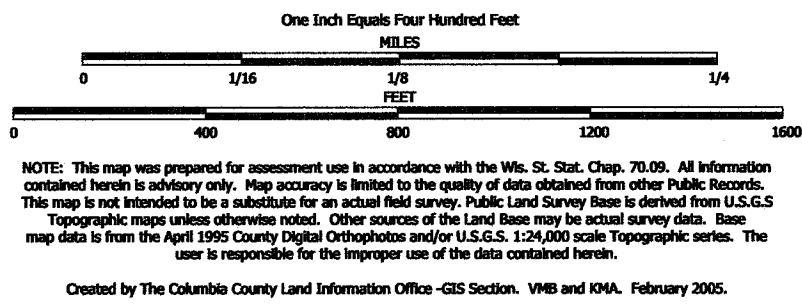 One Inch Equals Four Hundred Feet
MILES
0 1/16 1/8 1/4
FEET
0 400 800 1200 1600
NOTE: This map was prepared for assessment use in accordance with the Wis. St. Stat. Chap. 70.09. All information
contained herein is advisory only. Map accuracy is limited to the quality of data obtained from other Public Records.
This map is not intended to be a substitute for an actual field survey. Public Land Survey Base is derived from U.S.G.S
Topographic maps unless otherwise noted. Other sources of the Land Base may be actual survey data. Base
map data is from the April 1995 County Digital Orthophotos and/or U.S.G.S. 1:24,000 scale Topographic series. The
user is responsible for the improper use of the data contained herein.
Created by The Columbia County Land Information Office -GIS Section. VMB and KMA. February 2005.